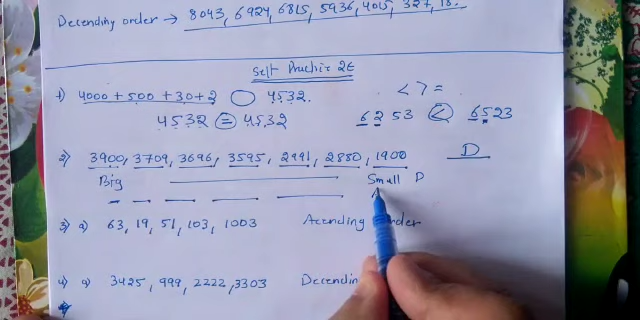 Decending order → 8043, 6924, 6815, 5936, 4015, 327, 18.
Self Practice 2E
1) 4000 + 500 + 30 + 2 ○ 4532. < > =
4532 = 4532 6253 < 6523
2) 3900, 3709, 3696, 3595, 2991, 2880, 1900 D
Big Small D
A
3) a) 63, 19, 51, 103, 1003 Acending order
4) a) 3425, 999, 2222, 3303 Decendin